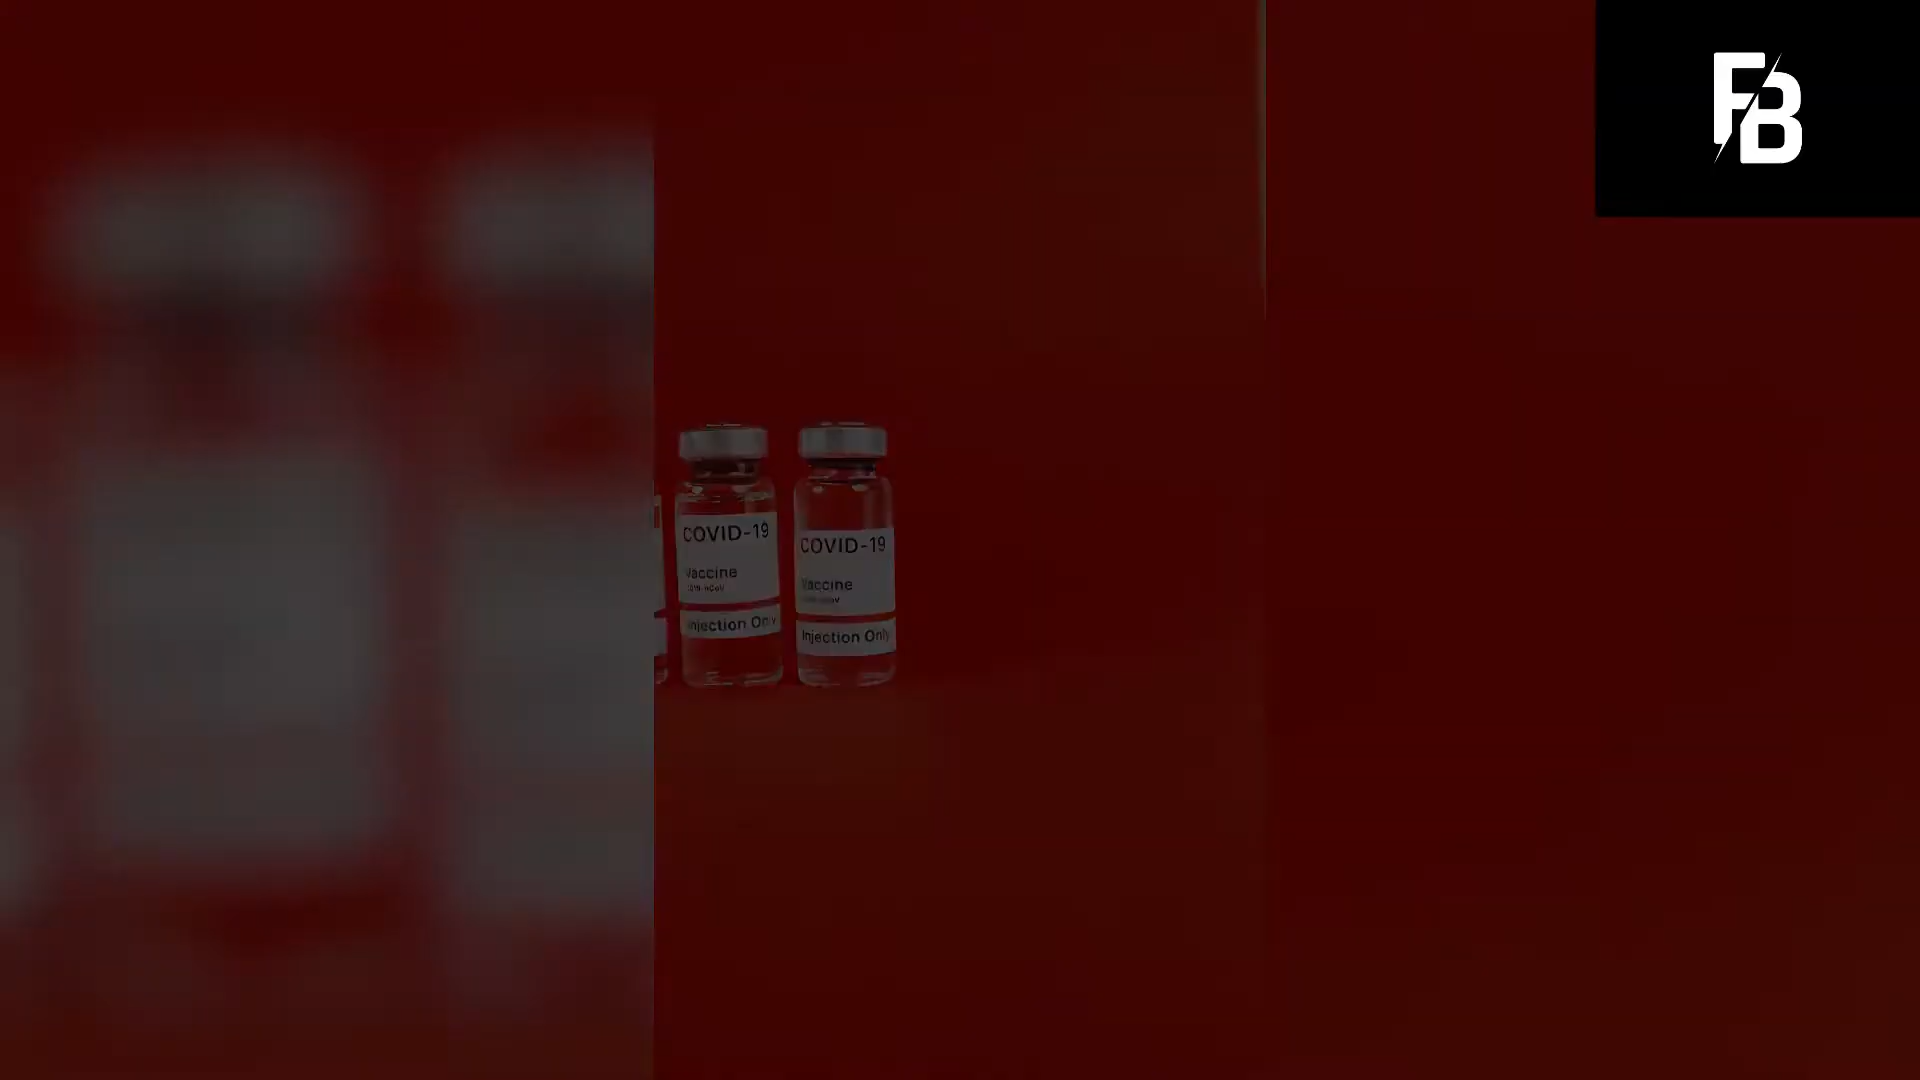 FB
COVID-19
Vaccine
Injection Only
COVID-19
Vaccine
Injection Only